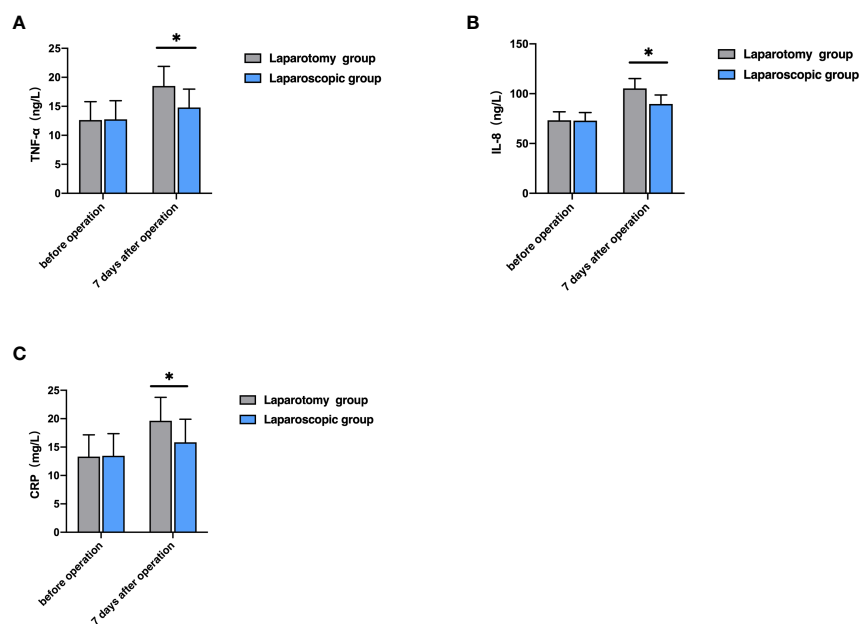 A
TNF-α (ng/L)
25
20
15
10
5
0
*
before operation
7 days after operation
Laparotomy group
Laparoscopic group
B
IL-8 (ng/L)
150
100
50
0
*
before operation
7 days after operation
Laparotomy group
Laparoscopic group
C
CRP (mg/L)
25
20
15
10
5
0
*
before operation
7 days after operation
Laparotomy group
Laparoscopic group